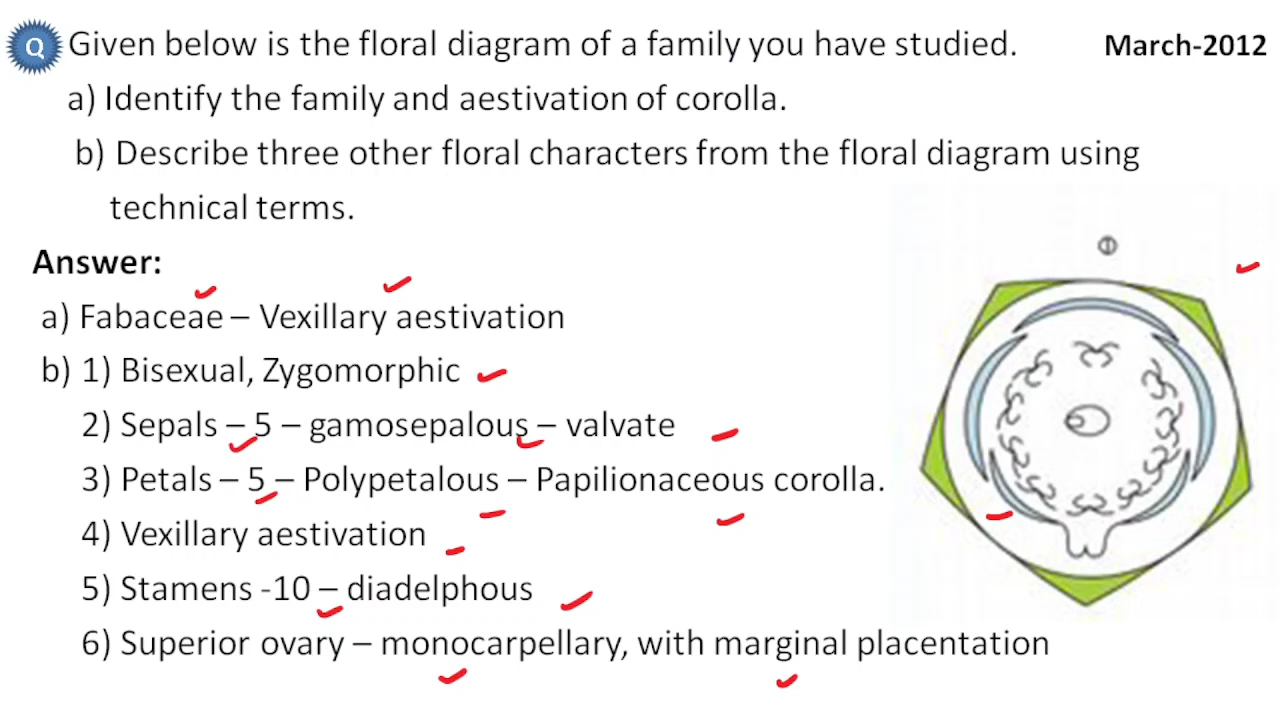 Q Given below is the floral diagram of a family you have studied. March-2012
a) Identify the family and aestivation of corolla.
b) Describe three other floral characters from the floral diagram using
technical terms.
Answer:
a) Fabaceae – Vexillary aestivation
b) 1) Bisexual, Zygomorphic
2) Sepals – 5 – gamosepalous – valvate
3) Petals – 5 – Polypetalous – Papilionaceous corolla.
4) Vexillary aestivation
5) Stamens -10 – diadelphous
6) Superior ovary – monocarpellary, with marginal placentation